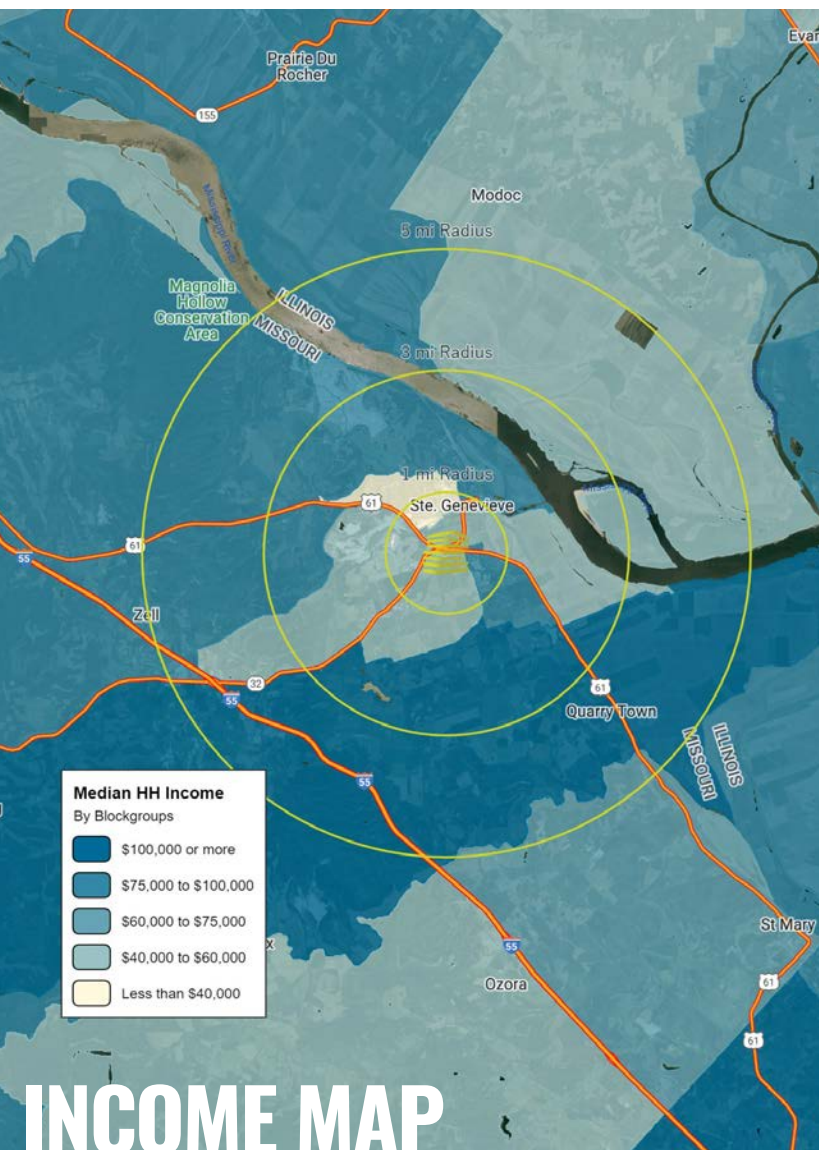 Evan
Prairie Du
Rocher
155
Modoc
5 mi Radius
Mississippi River
Magnolia
Hollow
Conservation
Area
ILLINOIS
MISSOURI
3 mi Radius
1 mi Radius
61
Ste. Genevieve
61
55
Zell
32
55
61
Quarry Town
ILLINOIS
MISSOURI
55
Median HH Income
By Blockgroups
$100,000 or more
$75,000 to $100,000
$60,000 to $75,000
$40,000 to $60,000
Less than $40,000
x
St Mary
55
Ozora
61
61
INCOME MAP